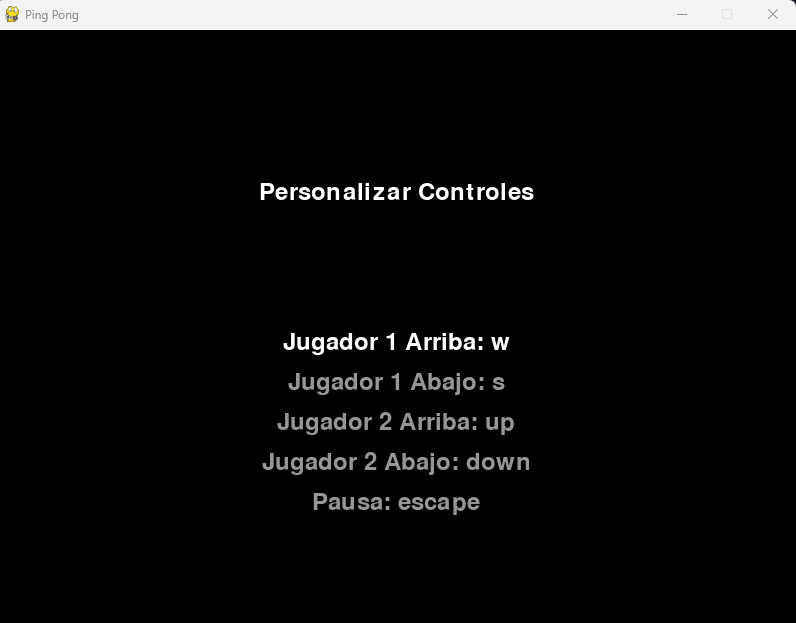 Ping Pong
Personalizar Controles
Jugador 1 Arriba: w
Jugador 1 Abajo: s
Jugador 2 Arriba: up
Jugador 2 Abajo: down
Pausa: escape